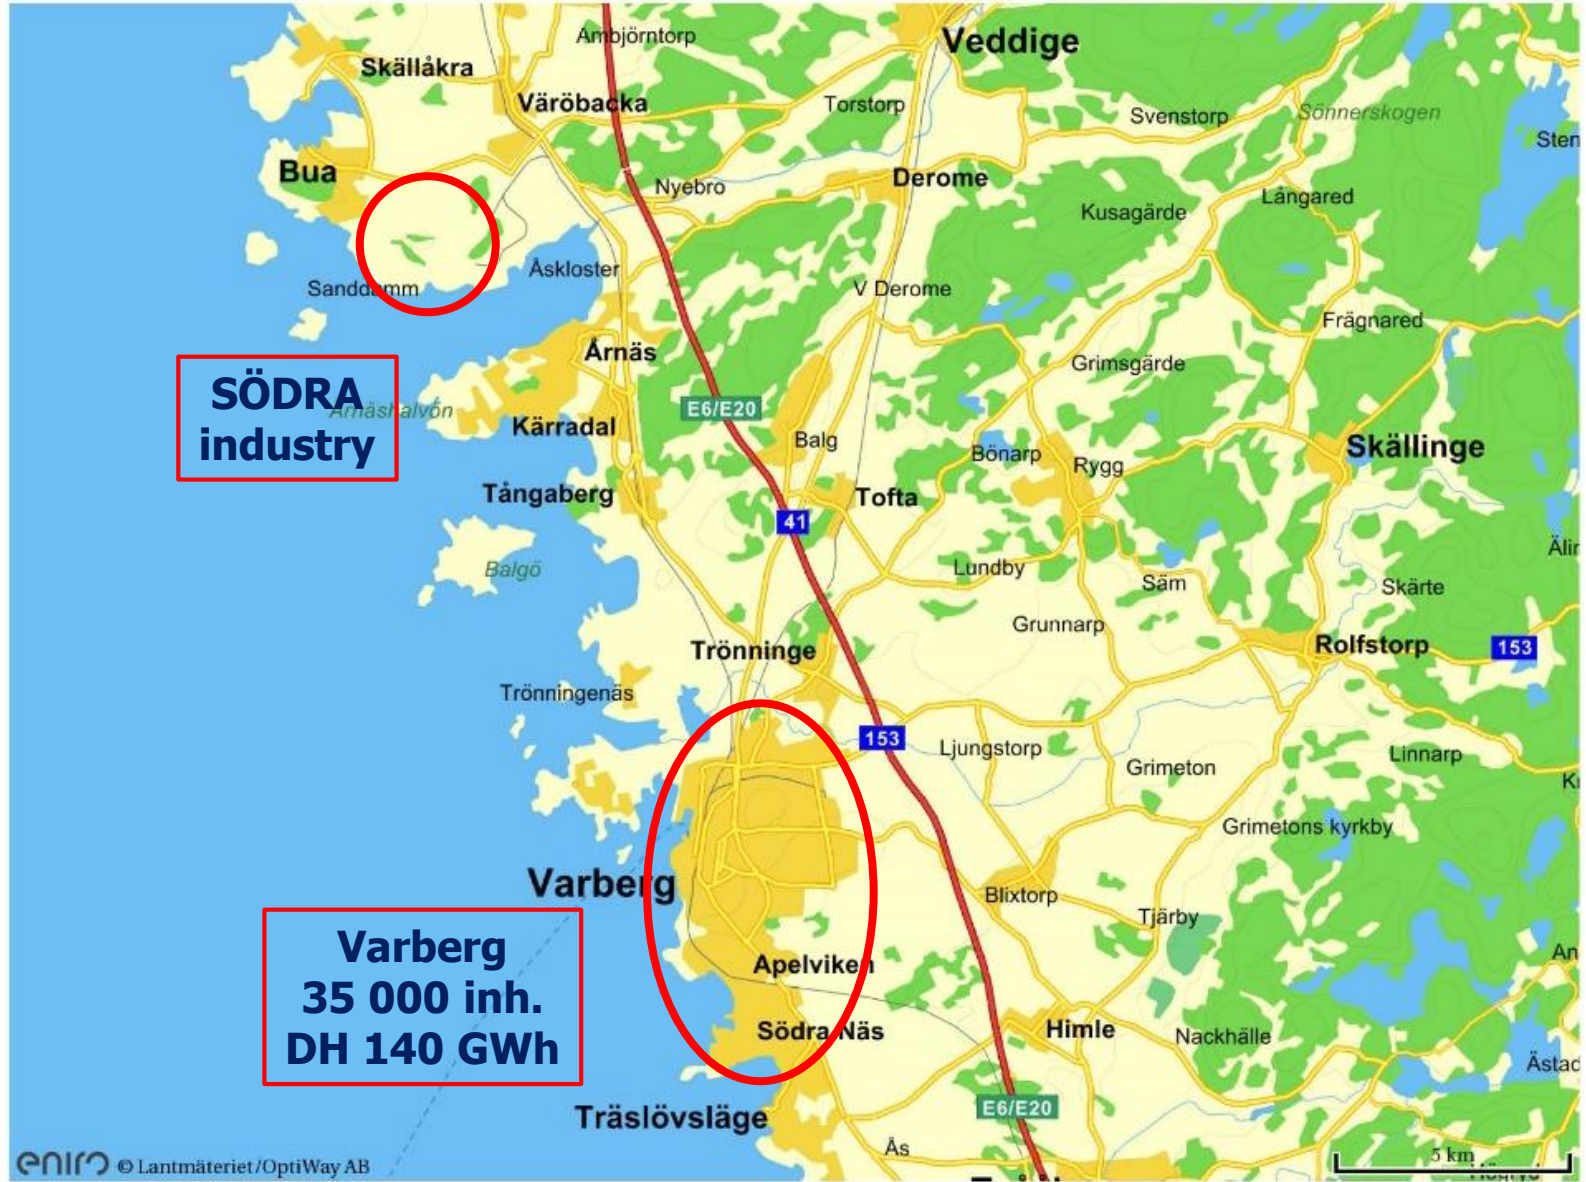 Ambjörntorp
Veddige
Skällåkra
Väröbacka
Torstorp
Svenstorp
Sönnerskogen
Sten
Bua
Nyebro
Derome
Långared
Kusagärde
Åskloster
Sanddamm
V Derome
Frägnared
Årnäs
Grimsgärde
SÖDRA
industry
Årnäshalvön
E6/E20
Kärradal
Balg
Bönarp
Rygg
Skällinge
Tångaberg
Tofta
41
Balgö
Lundby
Säm
Skärte
Grunnarp
Trönninge
Rolfstorp
153
Trönningenäs
153
Ljungstorp
Grimeton
Linnarp
Grimetons kyrkby
Varberg
Blixtorp
Tjärby
Varberg
35 000 inh.
DH 140 GWh
Apelviken
Södra Näs
Himle
Nackhälle
Träslövsläge
E6/E20
Ås
5 km
eniro © Lantmäteriet/OptiWay AB